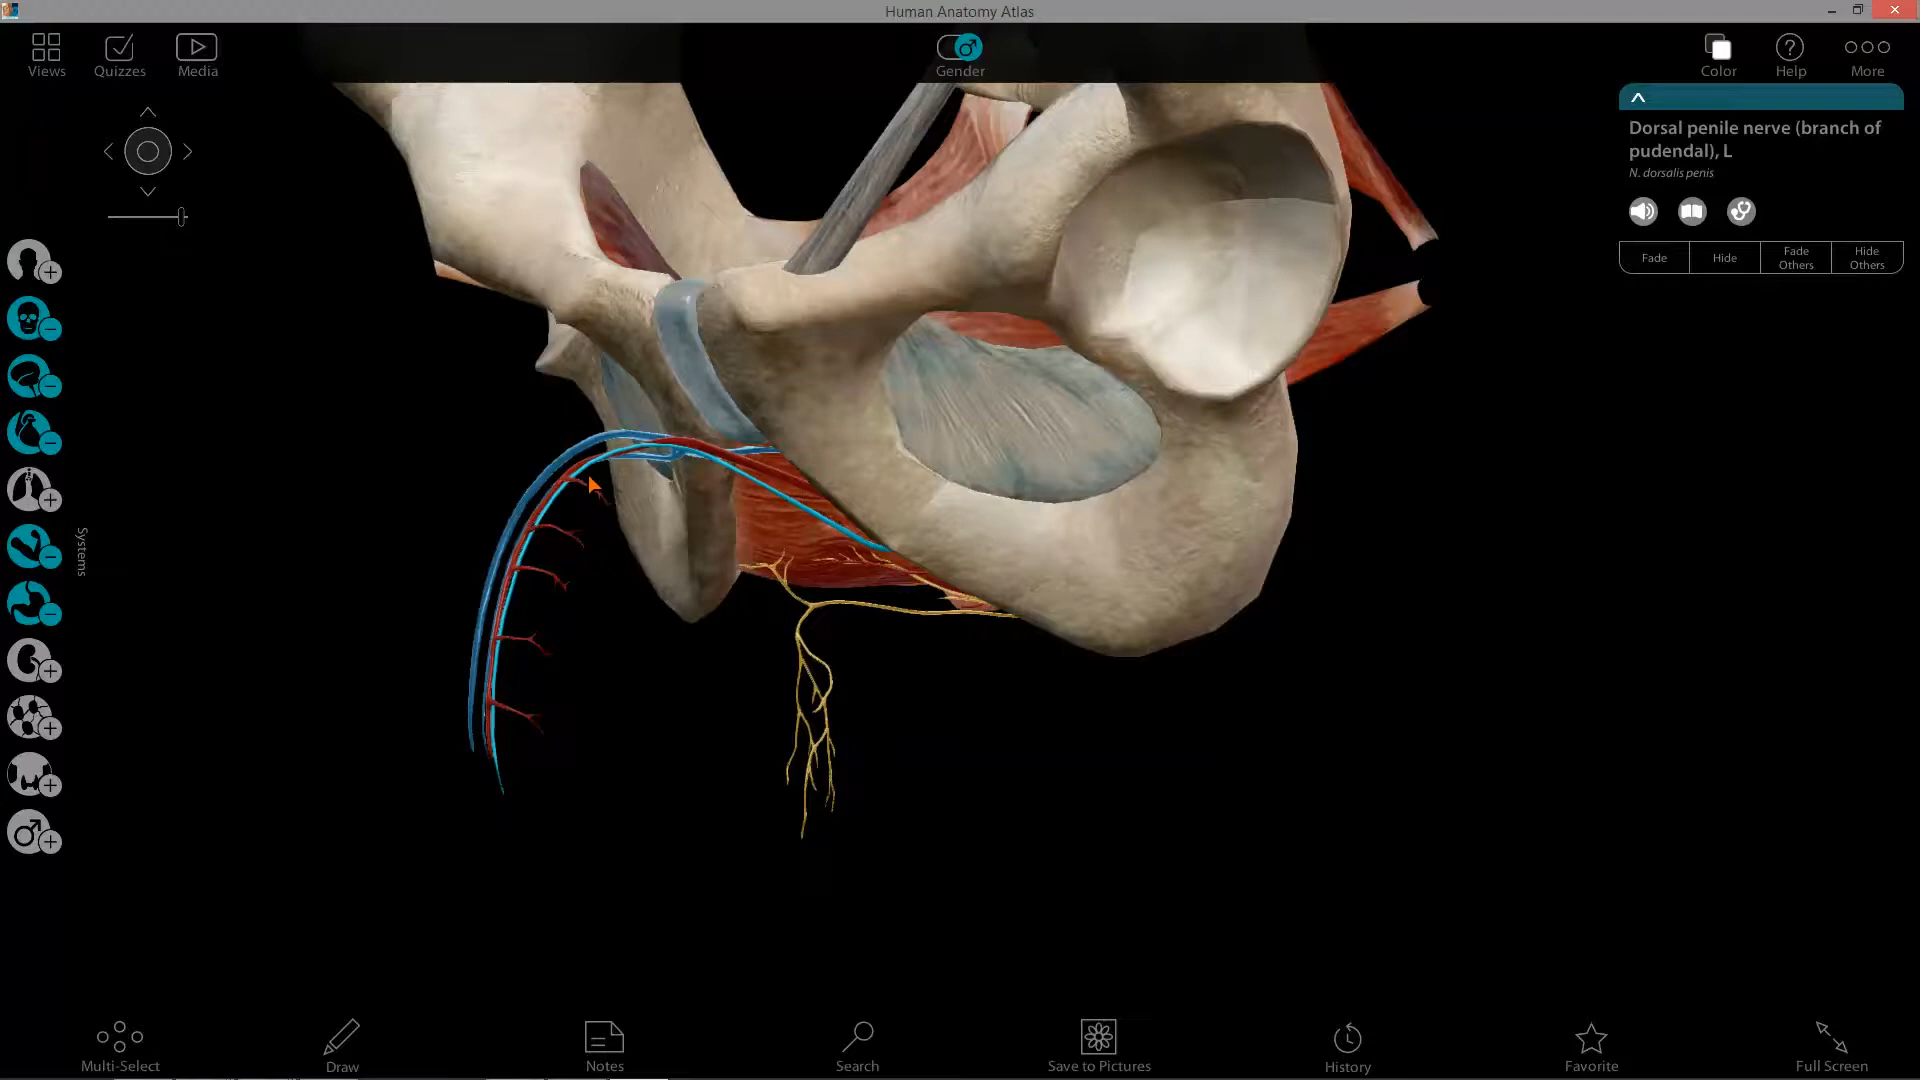 Human Anatomy Atlas
Views
Quizzes
Media
Gender
Color
Help
More
Dorsal penile nerve (branch of
pudendal), L
N. dorsalis penis
Fade
Hide
Fade
Others
Hide
Others
Systems
Multi-Select
Draw
Notes
Search
Save to Pictures
History
Favorite
Full Screen